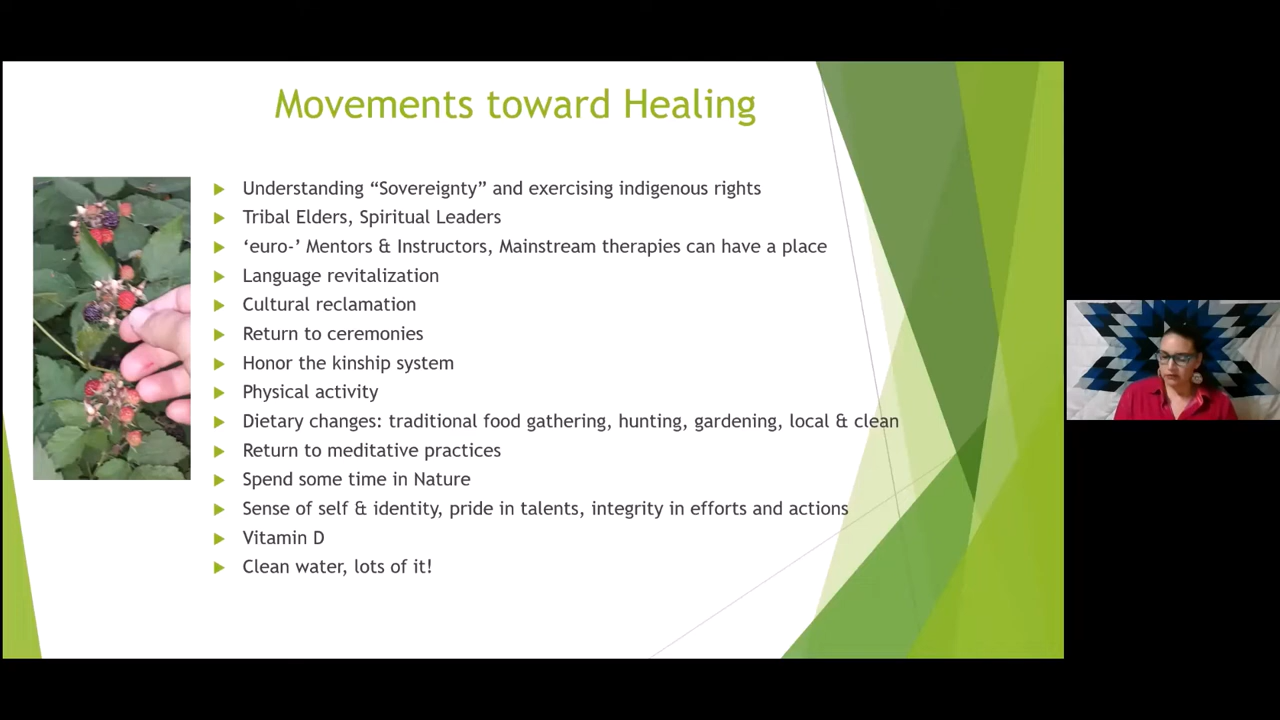 Movements toward Healing
Understanding “Sovereignty” and exercising indigenous rights
Tribal Elders, Spiritual Leaders
‘euro-’ Mentors & Instructors, Mainstream therapies can have a place
Language revitalization
Cultural reclamation
Return to ceremonies
Honor the kinship system
Physical activity
Dietary changes: traditional food gathering, hunting, gardening, local & clean
Return to meditative practices
Spend some time in Nature
Sense of self & identity, pride in talents, integrity in efforts and actions
Vitamin D
Clean water, lots of it!